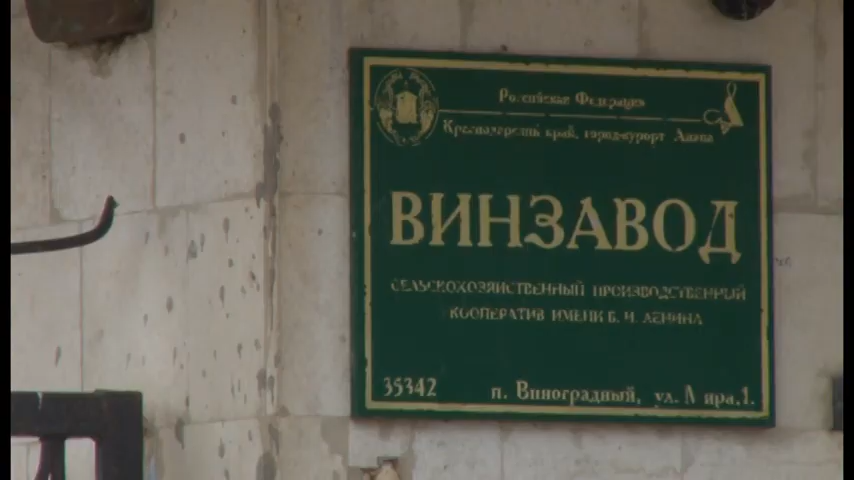 Российская Федерация
Краснодарский край, город-курорт Анапа
ВИНЗАВОД
СЕЛЬСКОХОЗЯЙСТВЕННЫЙ ПРОИЗВОДСТВЕННЫЙ
КООПЕРАТИВ ИМЕНИ В. И. ЛЕНИНА
35342 п. Виноградный, ул. Мира,1.